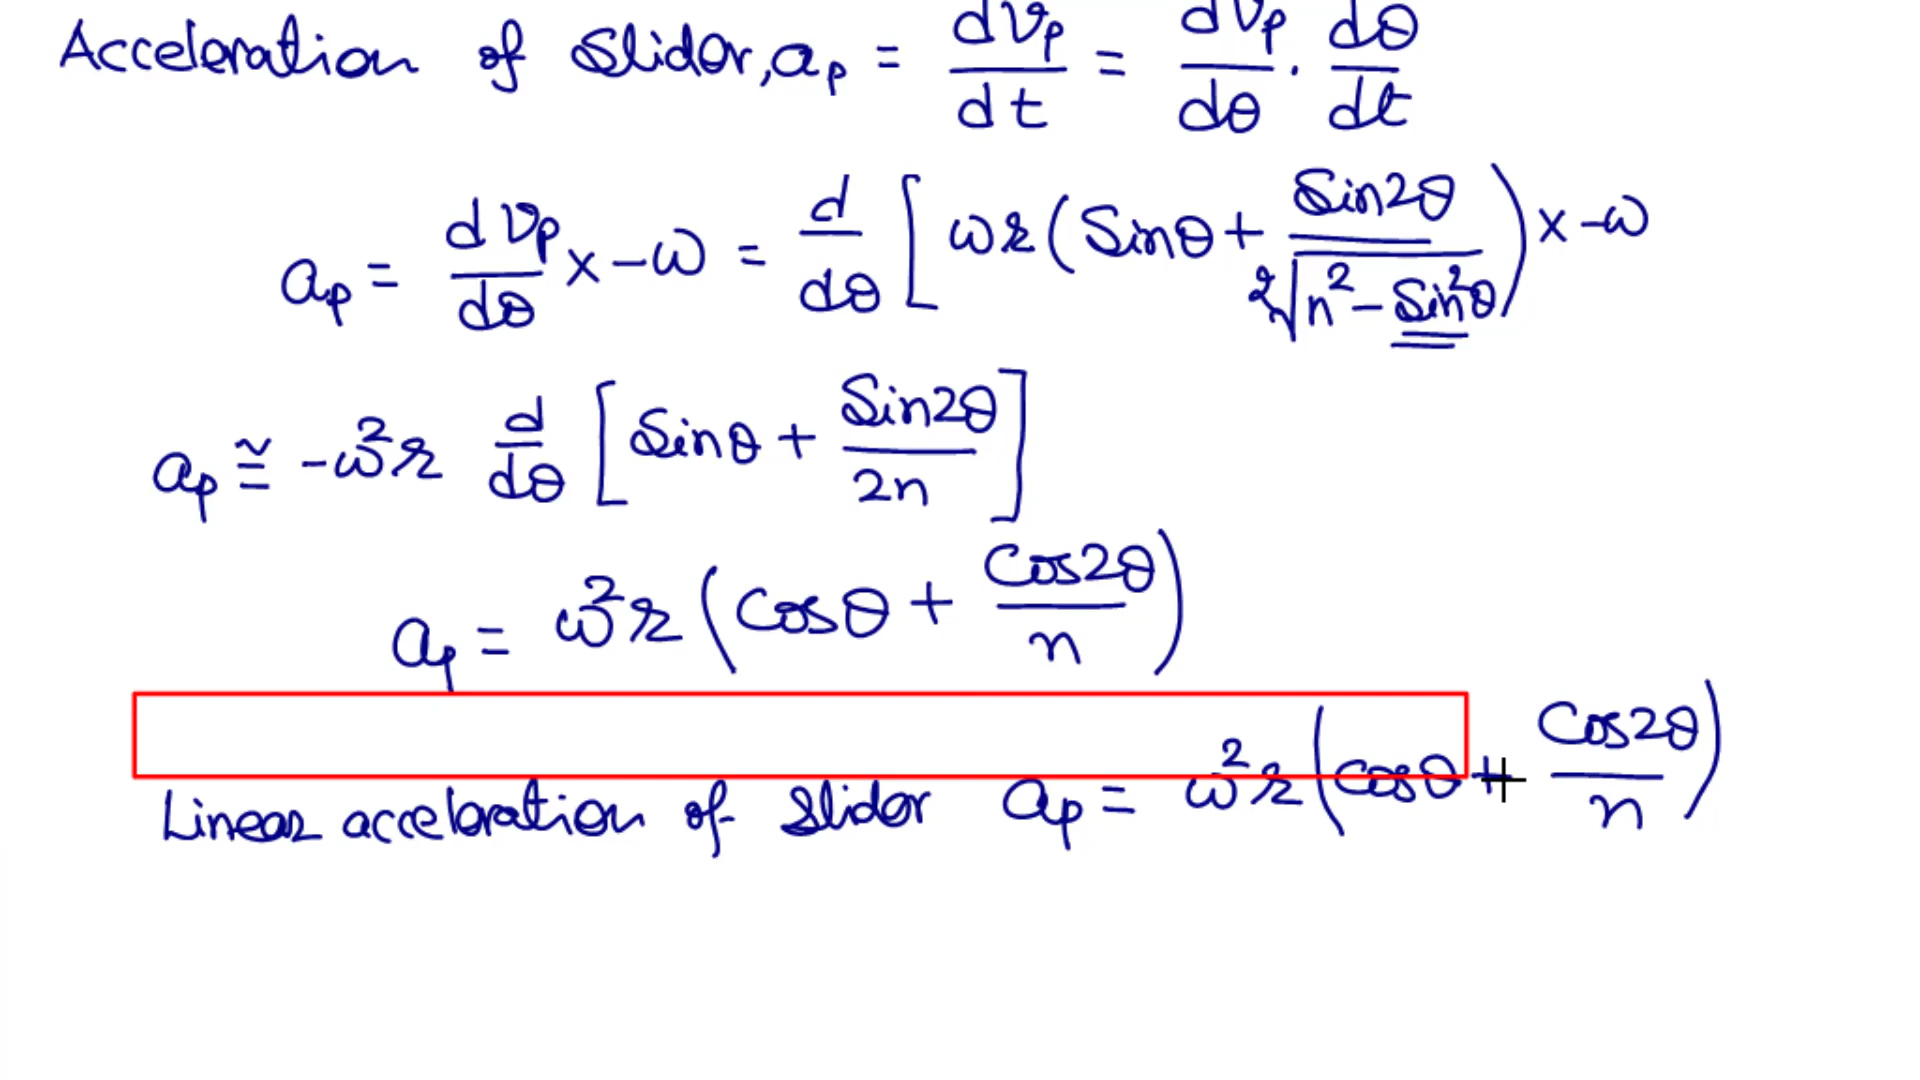 Acceleration of Slider, aₚ = dVₚ/dt = dVₚ/dθ · dθ/dt
aₚ = dVₚ/dθ x -ω = d/dθ [ωr(Sinθ + Sin2θ/2√(n² - Sin²θ)) x -ω
aₚ ≅ -ω²r d/dθ [Sinθ + Sin2θ/2n]
aₚ = ω²r (Cosθ + Cos2θ/n)
Linear acceleration of Slider aₚ = ω²r (Cosθ + Cos2θ/n)